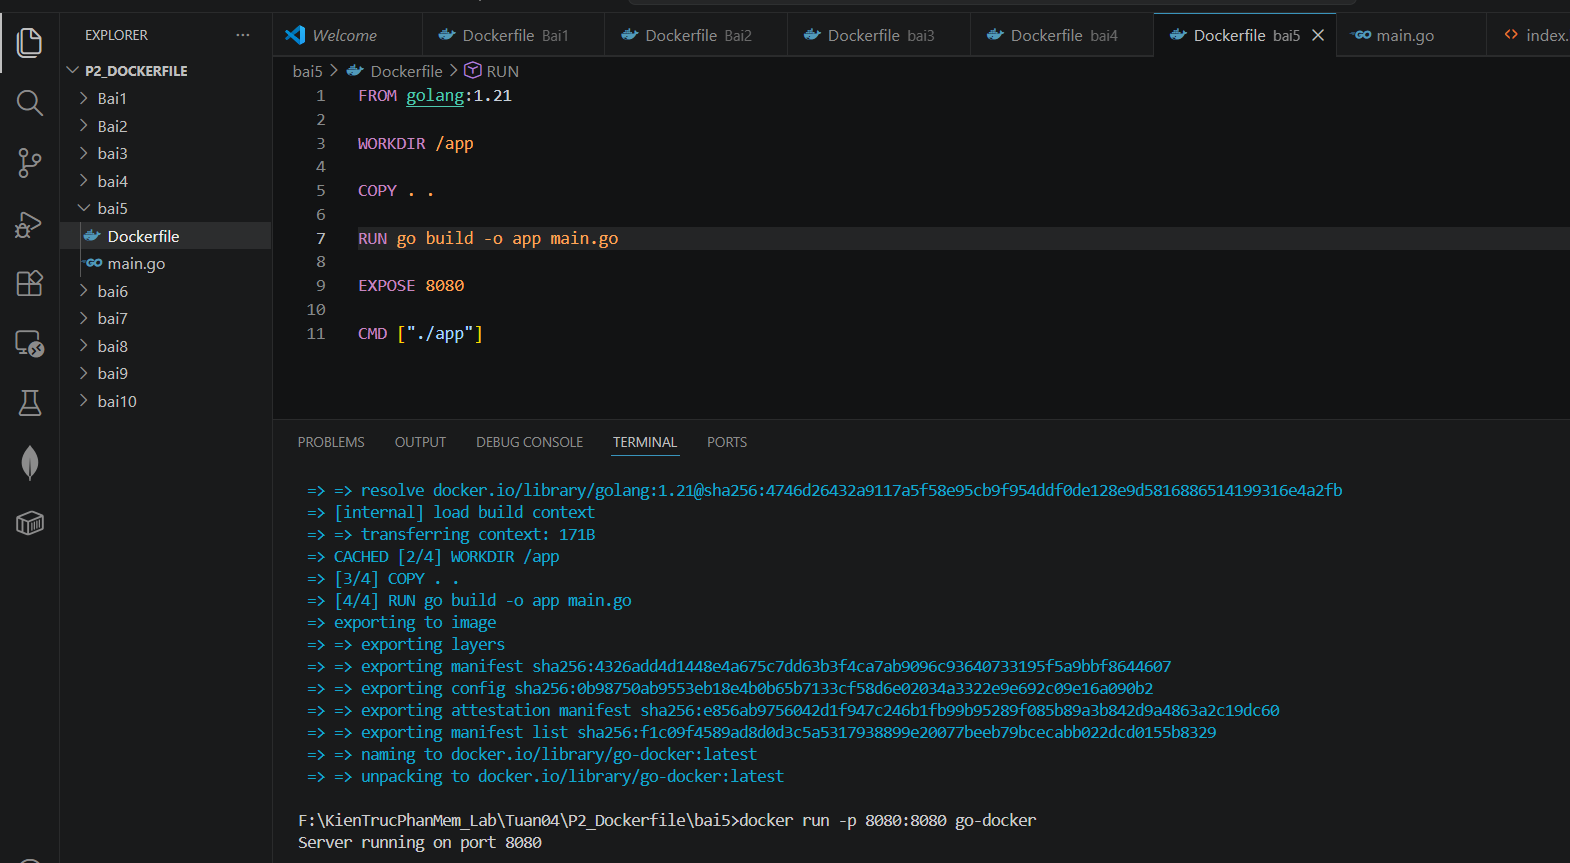 EXPLORER
P2_DOCKERFILE
Bai1
Bai2
bai3
bai4
bai5
Dockerfile
main.go
bai6
bai7
bai8
bai9
bai10
Welcome
Dockerfile Bai1
Dockerfile Bai2
Dockerfile bai3
Dockerfile bai4
Dockerfile bai5
main.go
index.
bai5 > Dockerfile > RUN
1 FROM golang:1.21
2
3 WORKDIR /app
4
5 COPY . .
6
7 RUN go build -o app main.go
8
9 EXPOSE 8080
10
11 CMD ["./app"]
PROBLEMS OUTPUT DEBUG CONSOLE TERMINAL PORTS
=> => resolve docker.io/library/golang:1.21@sha256:4746d26432a9117a5f58e95cb9f954ddf0de128e9d5816886514199316e4a2fb
=> [internal] load build context
=> => transferring context: 171B
=> CACHED [2/4] WORKDIR /app
=> [3/4] COPY . .
=> [4/4] RUN go build -o app main.go
=> exporting to image
=> => exporting layers
=> => exporting manifest sha256:4326add4d1448e4a675c7dd63b3f4ca7ab9096c93640733195f5a9bbf8644607
=> => exporting config sha256:0b98750ab9553eb18e4b0b65b7133cf58d6e02034a3322e9e692c09e16a090b2
=> => exporting attestation manifest sha256:e856ab9756042d1f947c246b1fb99b95289f085b89a3b842d9a4863a2c19dc60
=> => exporting manifest list sha256:f1c09f4589ad8d0d3c5a5317938899e20077beeb79bcecabb022dcd0155b8329
=> => naming to docker.io/library/go-docker:latest
=> => unpacking to docker.io/library/go-docker:latest
F:\KienTrucPhanMem_Lab\Tuan04\P2_Dockerfile\bai5>docker run -p 8080:8080 go-docker
Server running on port 8080